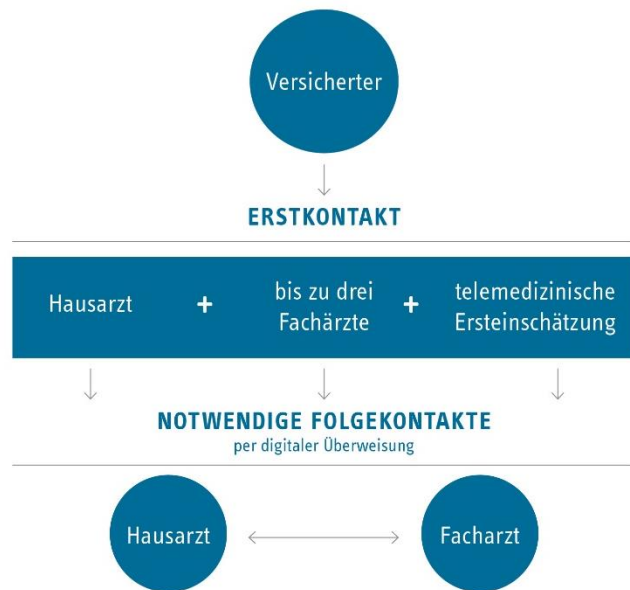 Versicherter
ERSTKONTAKT
Hausarzt + bis zu drei Fachärzte + telemedizinische Ersteinschätzung
NOTWENDIGE FOLGEKONTAKTE
per digitaler Überweisung
Hausarzt
Facharzt